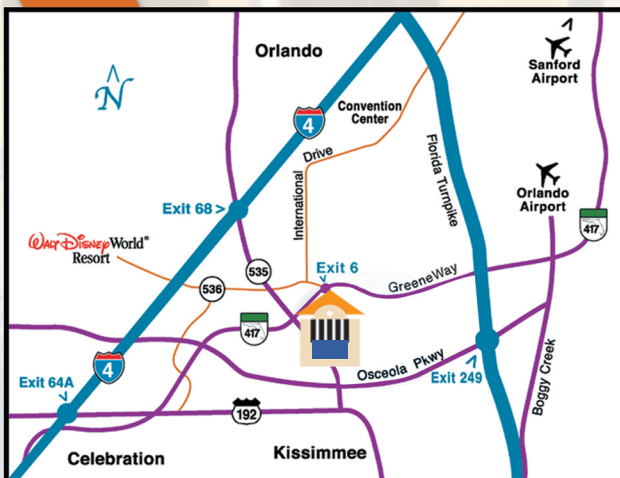 Orlando
N
Sanford
Airport
Convention
Center
4
Drive
International
Florida Turnpike
Orlando
Airport
417
Exit 68 >
Walt Disney World®
Resort
535
536
Exit 6
GreeneWay
417
4
Osceola Pkwy
Exit 249
Boggy Creek
Exit 64A
192
Celebration
Kissimmee